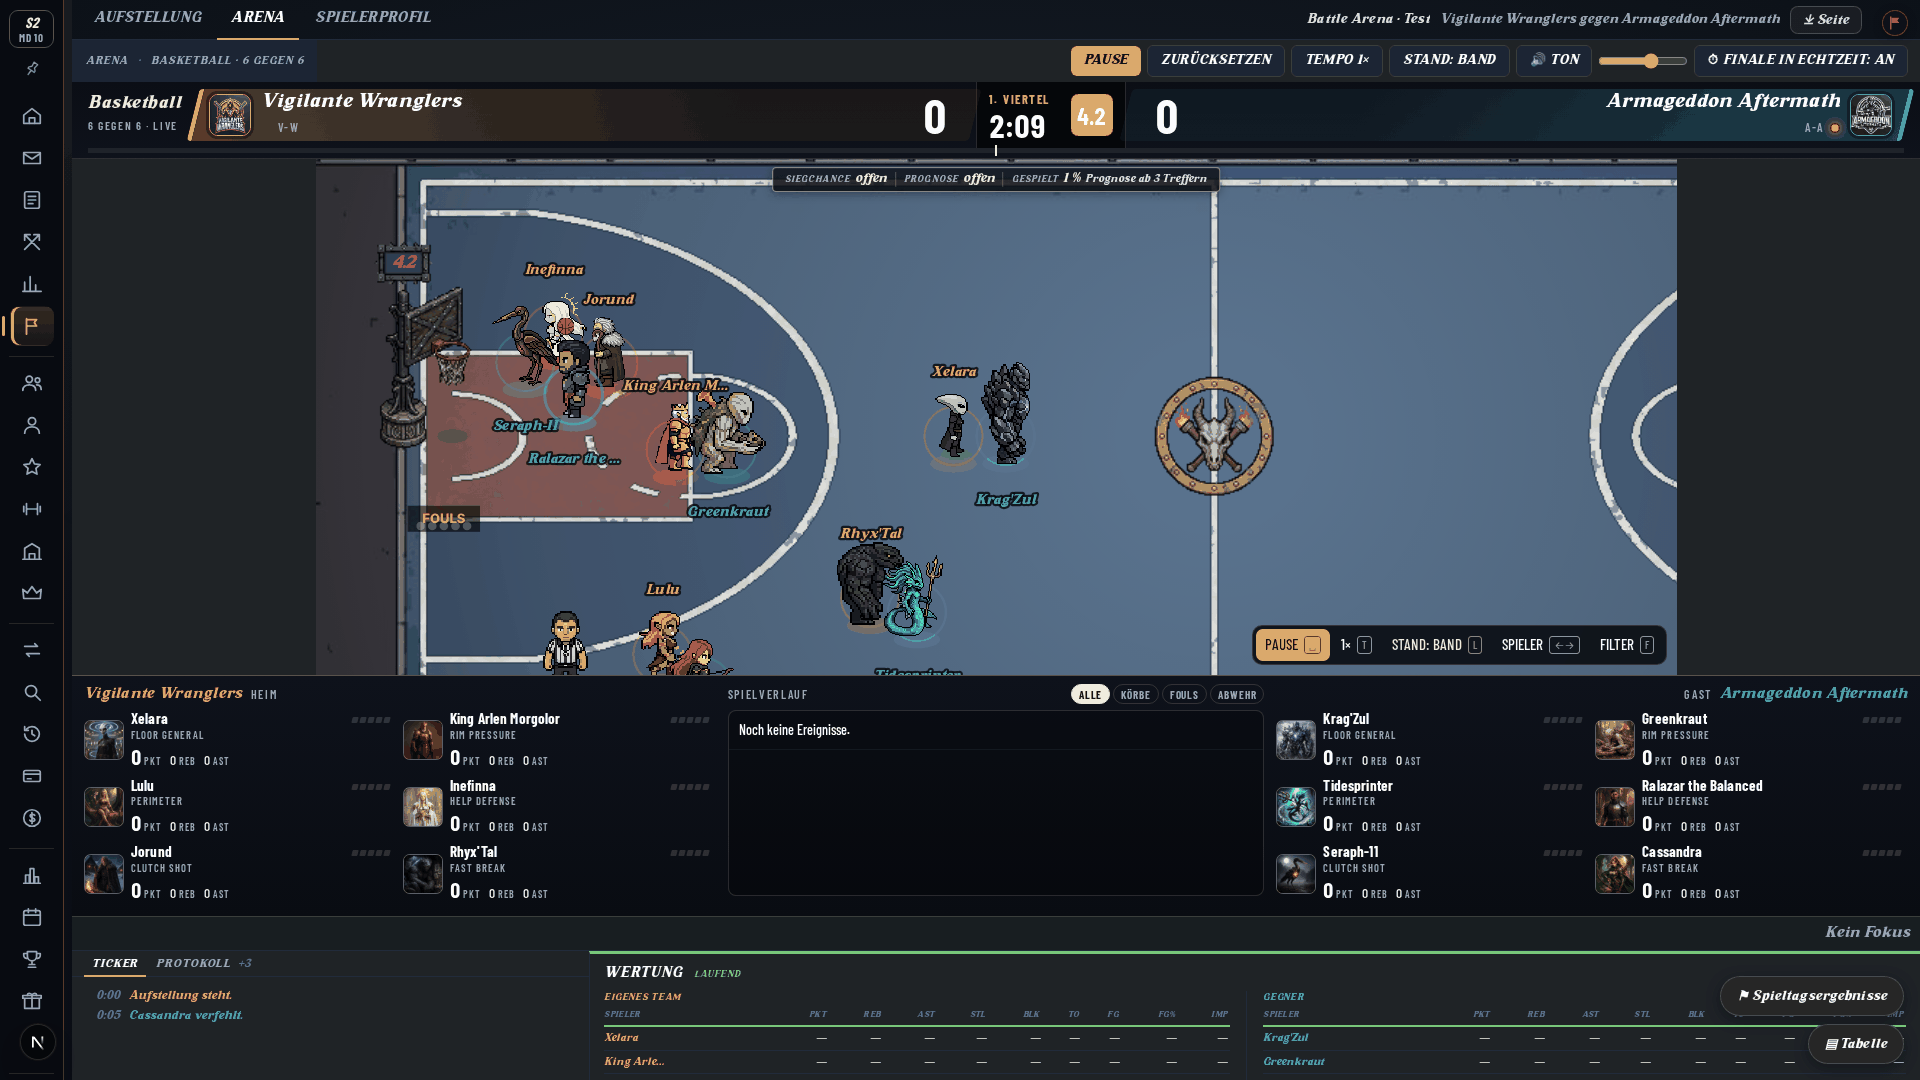 S2
MD 10
AUFSTELLUNG
ARENA
SPIELERPROFIL
Battle Arena · Test
Vigilante Wranglers gegen Armageddon Aftermath
Seite
ARENA · BASKETBALL · 6 GEGEN 6
PAUSE
ZURÜCKSETZEN
TEMPO 1×
STAND: BAND
TON
FINALE IN ECHTZEIT: AN
Basketball
6 GEGEN 6 · LIVE
Vigilante Wranglers
V-W
0
1. VIERTEL
2:09
4.2
0
Armageddon Aftermath
A-A
SIEGCHANCE offen
PROGNOSE offen
GESPIELT 1 % Prognose ab 3 Treffern
4.2
Inefinna
Jorund
King Arlen M...
Xelara
Seraph-11
Ralazar the ...
Greenkraut
Krag'Zul
FOULS
Rhyx'Tal
Lulu
Tidesprinter
PAUSE
1× T
STAND: BAND L
SPIELER ←→
FILTER F
Vigilante Wranglers HEIM
Xelara
FLOOR GENERAL
0 PKT 0 REB 0 AST
King Arlen Morgolor
RIM PRESSURE
0 PKT 0 REB 0 AST
Lulu
PERIMETER
0 PKT 0 REB 0 AST
Inefinna
HELP DEFENSE
0 PKT 0 REB 0 AST
Jorund
CLUTCH SHOT
0 PKT 0 REB 0 AST
Rhyx'Tal
FAST BREAK
0 PKT 0 REB 0 AST
SPIELVERLAUF
ALLE
KÖRBE
FOULS
ABWEHR
Noch keine Ereignisse.
GAST Armageddon Aftermath
Krag'Zul
FLOOR GENERAL
0 PKT 0 REB 0 AST
Greenkraut
RIM PRESSURE
0 PKT 0 REB 0 AST
Tidesprinter
PERIMETER
0 PKT 0 REB 0 AST
Ralazar the Balanced
HELP DEFENSE
0 PKT 0 REB 0 AST
Seraph-11
CLUTCH SHOT
0 PKT 0 REB 0 AST
Cassandra
FAST BREAK
0 PKT 0 REB 0 AST
Kein Fokus
TICKER
PROTOKOLL +3
0:00 Aufstellung steht.
0:05 Cassandra verfehlt.
WERTUNG LAUFEND
EIGENES TEAM
SPIELER PKT REB AST STL BLK TO FG FG% IMP
Xelara — — — — — — — — —
King Arle... — — — — — — — — —
GEGNER
SPIELER PKT REB AST STL BLK
Krag'Zul — — — — — — —
Greenkraut — — — — — — —
Spieltagsergebnisse
Tabelle
N